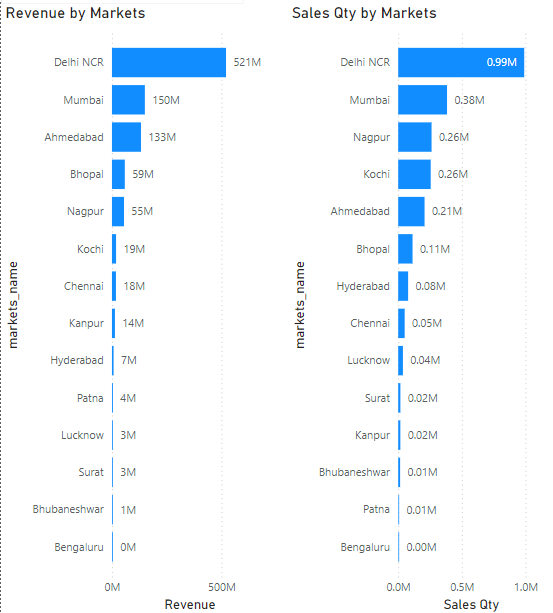 Revenue by Markets
markets_name
Delhi NCR 521M
Mumbai 150M
Ahmedabad 133M
Bhopal 59M
Nagpur 55M
Kochi 19M
Chennai 18M
Kanpur 14M
Hyderabad 7M
Patna 4M
Lucknow 3M
Surat 3M
Bhubaneshwar 1M
Bengaluru 0M
0M 500M
Revenue
Sales Qty by Markets
markets_name
Delhi NCR 0.99M
Mumbai 0.38M
Nagpur 0.26M
Kochi 0.26M
Ahmedabad 0.21M
Bhopal 0.11M
Hyderabad 0.08M
Chennai 0.05M
Lucknow 0.04M
Surat 0.02M
Kanpur 0.02M
Bhubaneshwar 0.01M
Patna 0.01M
Bengaluru 0.00M
0.0M 0.5M 1.0M
Sales Qty